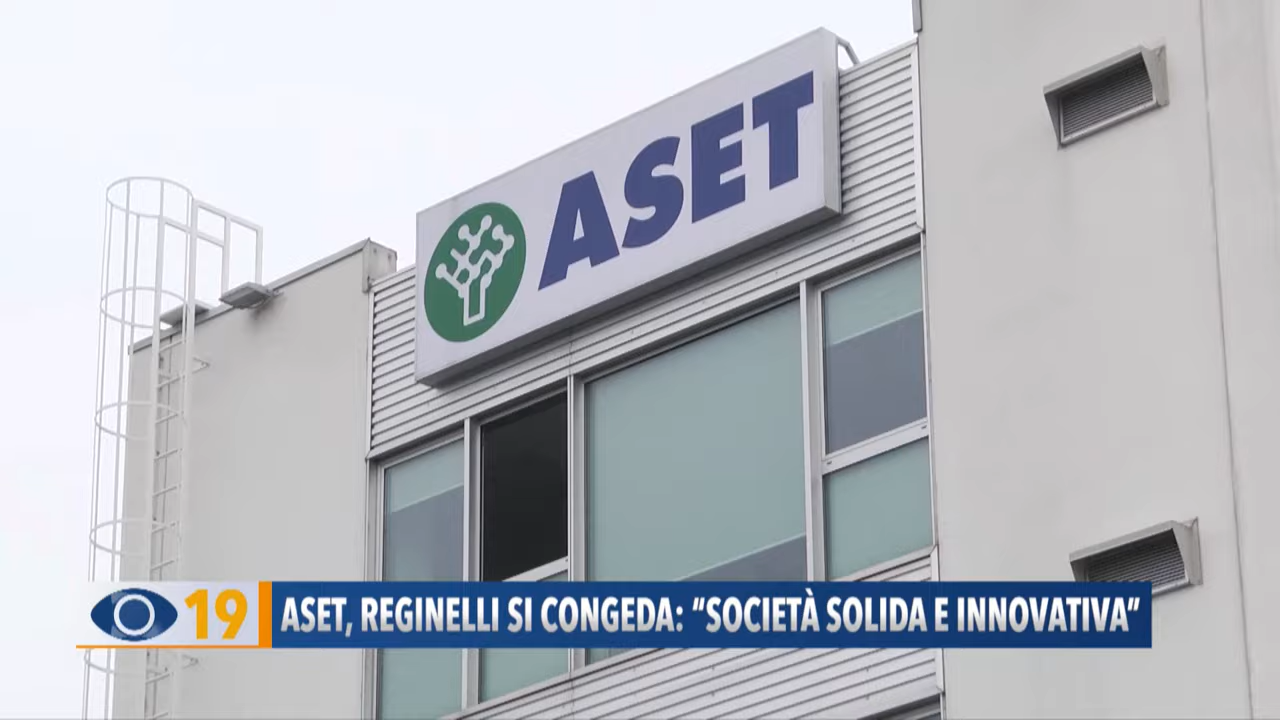 ASET
19 ASET, REGINELLI SI CONGEDA: “SOCIETÀ SOLIDA E INNOVATIVA”